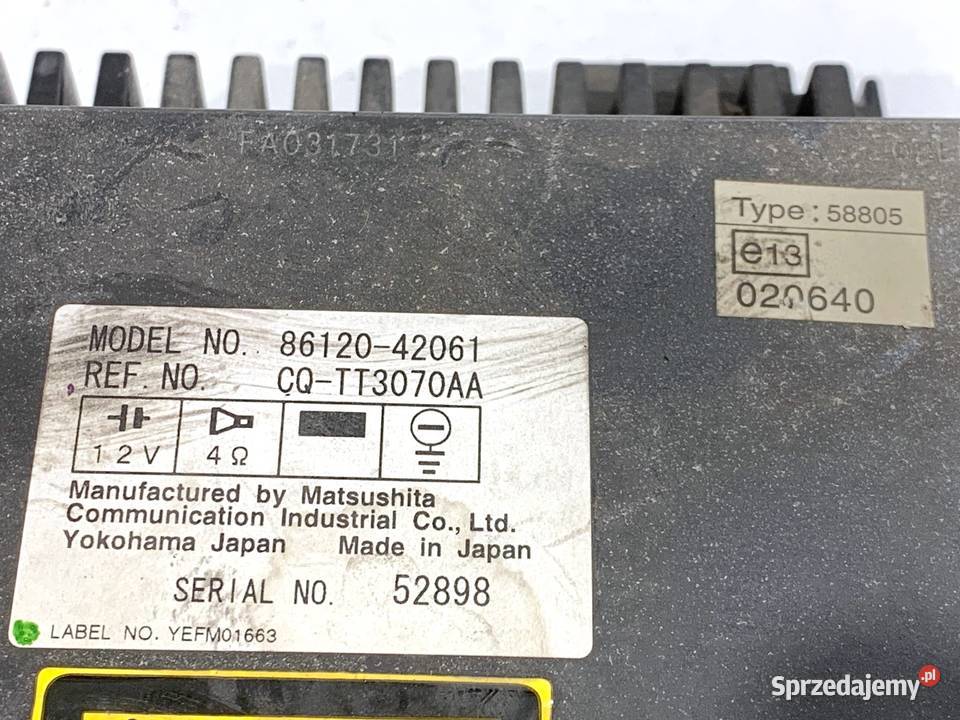 FA031731
Type: 58805
e13
MODEL NO. 86120-42061
REF. NO. CQ-TT3070AA
12V 4Ω
Manufactured by Matsushita
Communication Industrial Co., Ltd.
Yokohama Japan Made in Japan
SERIAL NO. 52898
LABEL NO. YEFM01663
Sprzedajemy.pl